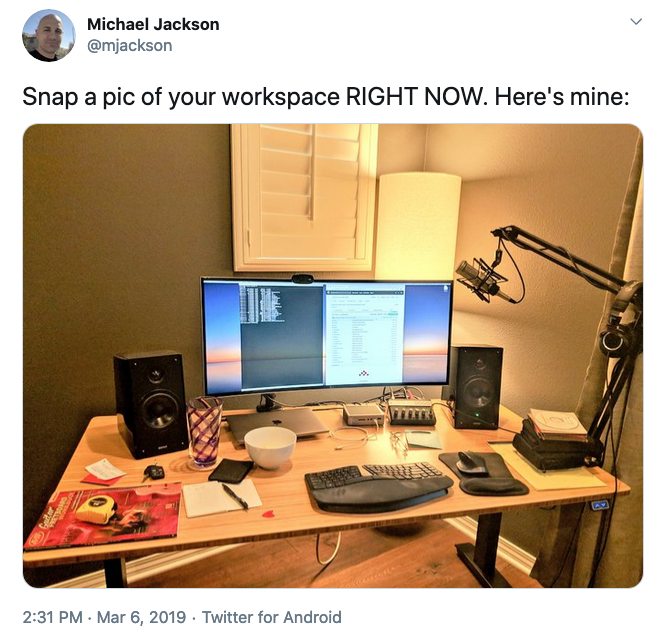 Michael Jackson
@mjackson
Snap a pic of your workspace RIGHT NOW. Here's mine:
2:31 PM · Mar 6, 2019 · Twitter for Android